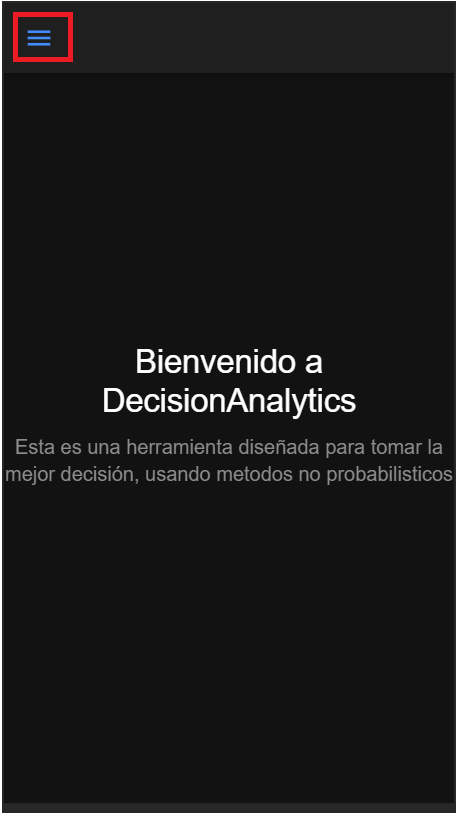 Bienvenido a
DecisionAnalytics
Esta es una herramienta diseñada para tomar la
mejor decisión, usando metodos no probabilisticos